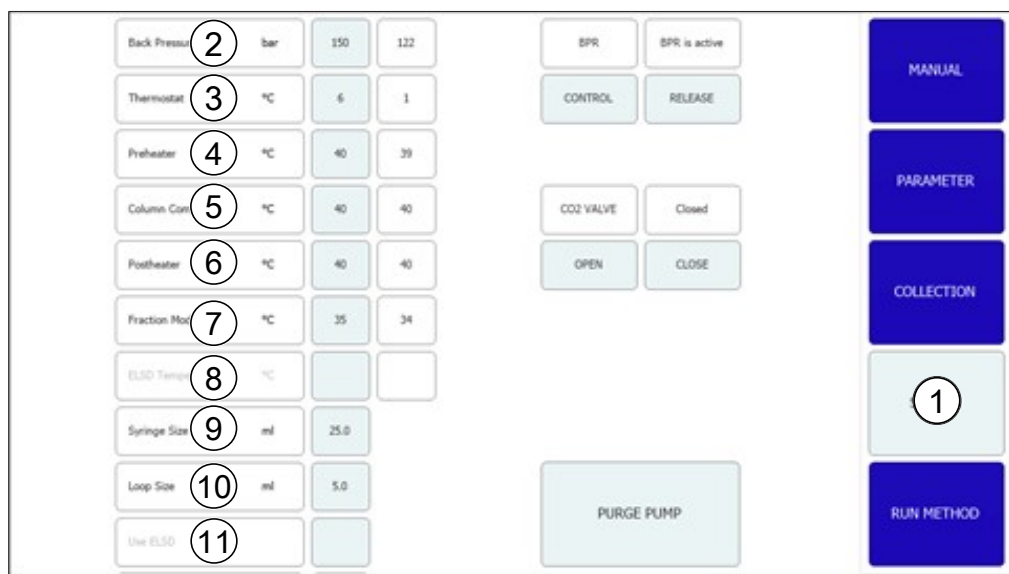 Back Pressu 2 bar 150 122
BPR BPR is active
MANUAL
Thermostat 3 °C 6 1
CONTROL RELEASE
Preheater 4 °C 40 39
PARAMETER
Column Com 5 °C 40 40
CO2 VALVE Closed
Postheater 6 °C 40 40
OPEN CLOSE
COLLECTION
Fraction Mod 7 °C 35 34
ELSD Tempe 8 °C
1
Syringe Size 9 ml 25.0
Loop Size 10 ml 5.0
PURGE PUMP
RUN METHOD
Use ELSD 11